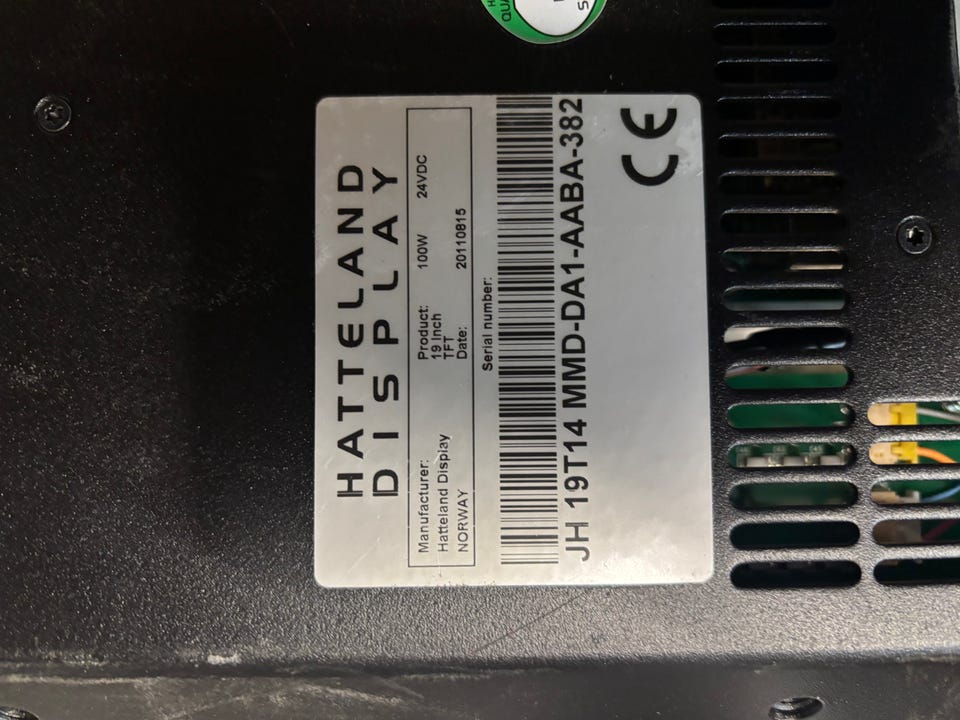 HATTELAND
DISPLAY
Manufacturer:
Hatteland Display
NORWAY
Product: 100W 24VDC
19 Inch
TFT
Date: 20110815
Serial number:
JH 19T14 MMD-DA1-AABA-382
CE